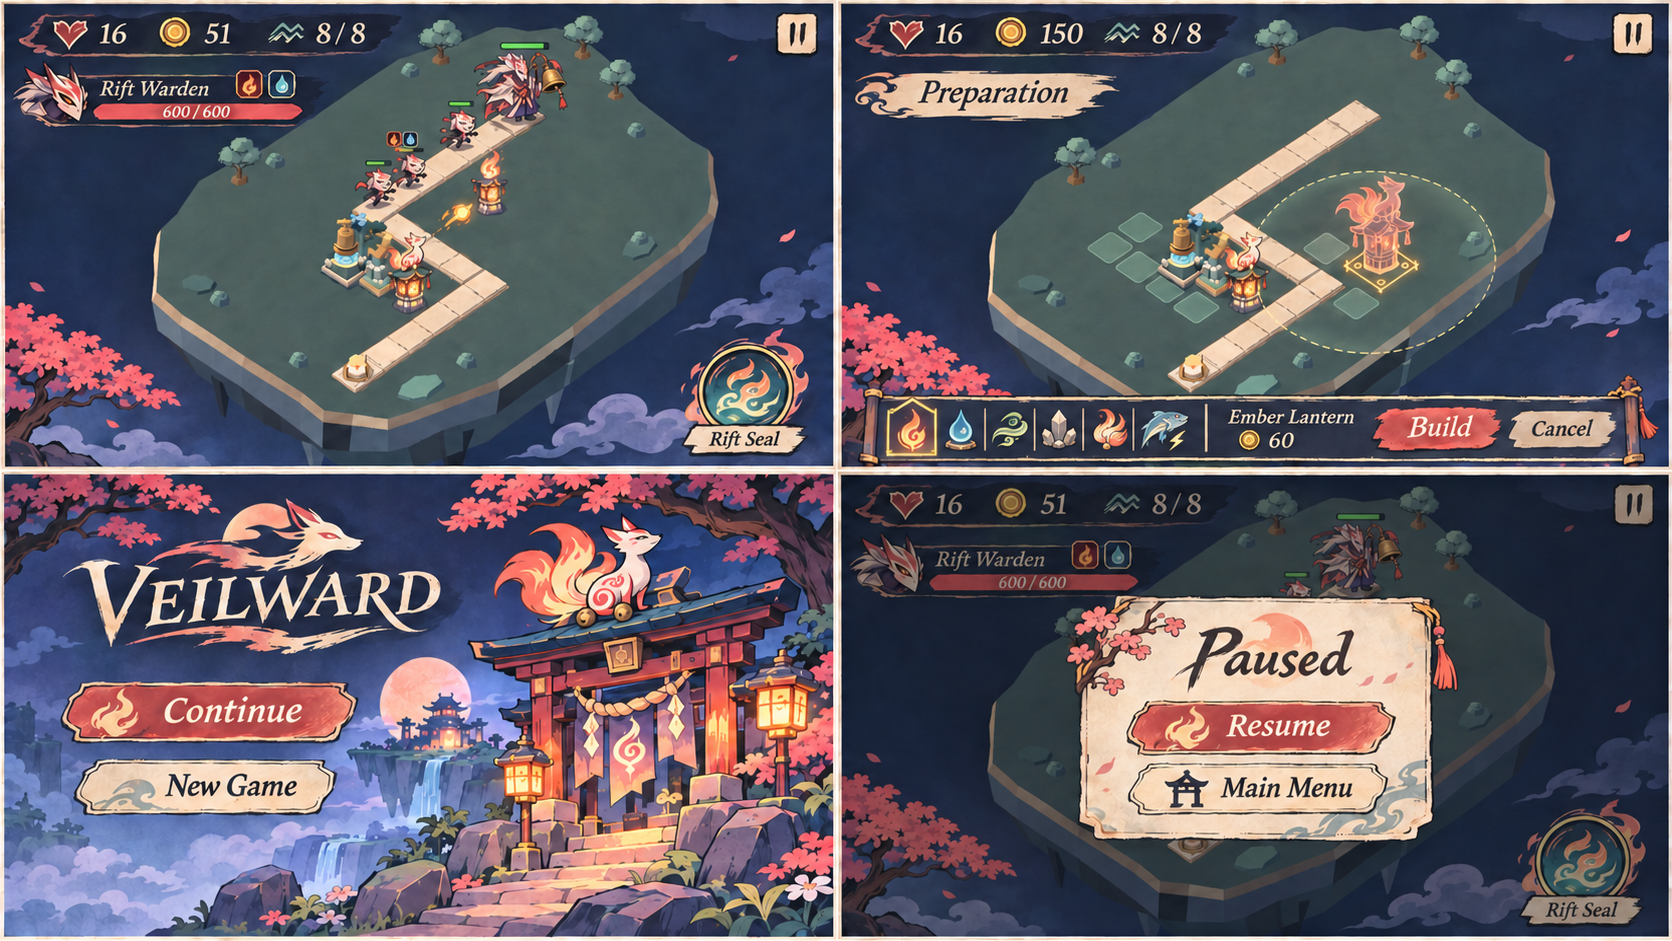 16 51 8/8
Rift Warden
600/600
Rift Seal
16 150 8/8
Preparation
Ember Lantern
60
Build
Cancel
VEILWARD
Continue
New Game
16 51 8/8
Rift Warden
600/600
Paused
Resume
Main Menu
Rift Seal